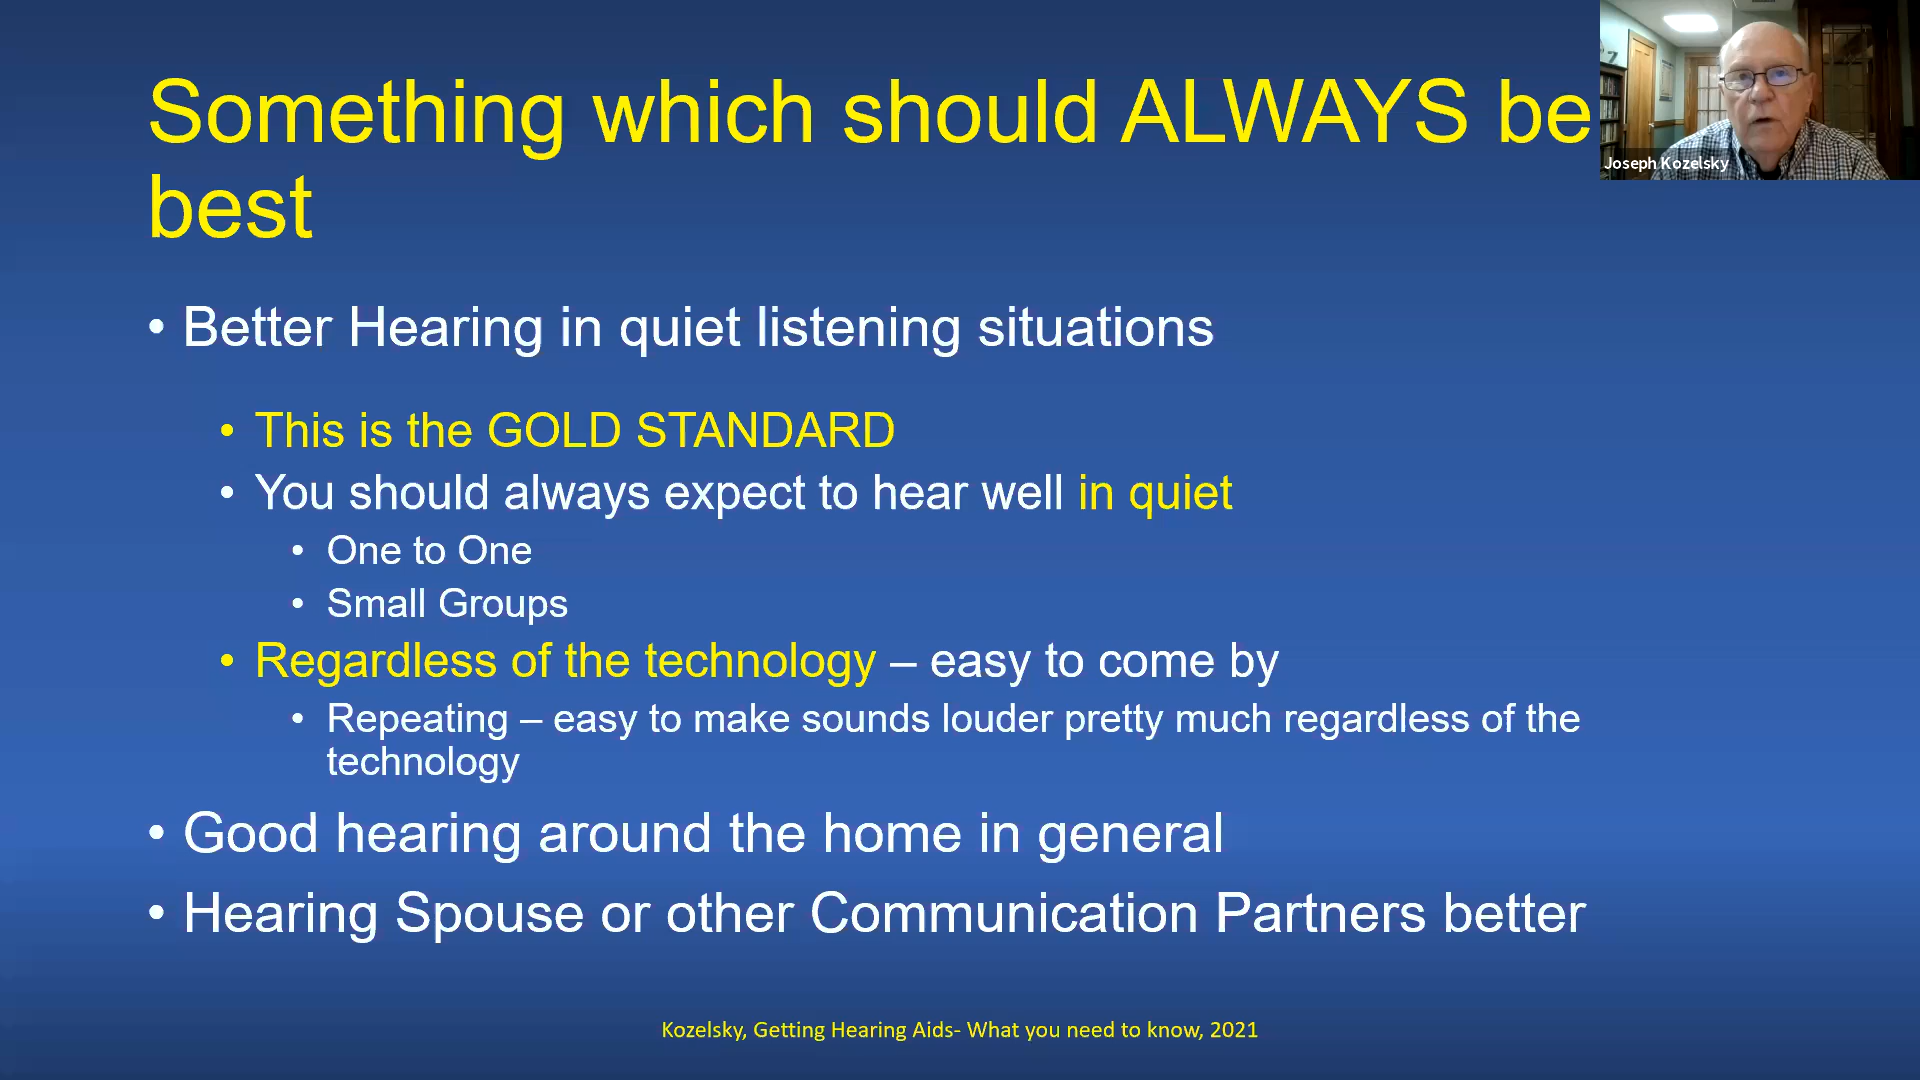 Something which should ALWAYS be
best
Joseph Kozelsky
• Better Hearing in quiet listening situations
• This is the GOLD STANDARD
• You should always expect to hear well in quiet
• One to One
• Small Groups
• Regardless of the technology – easy to come by
• Repeating – easy to make sounds louder pretty much regardless of the
technology
• Good hearing around the home in general
• Hearing Spouse or other Communication Partners better
Kozelsky, Getting Hearing Aids- What you need to know, 2021